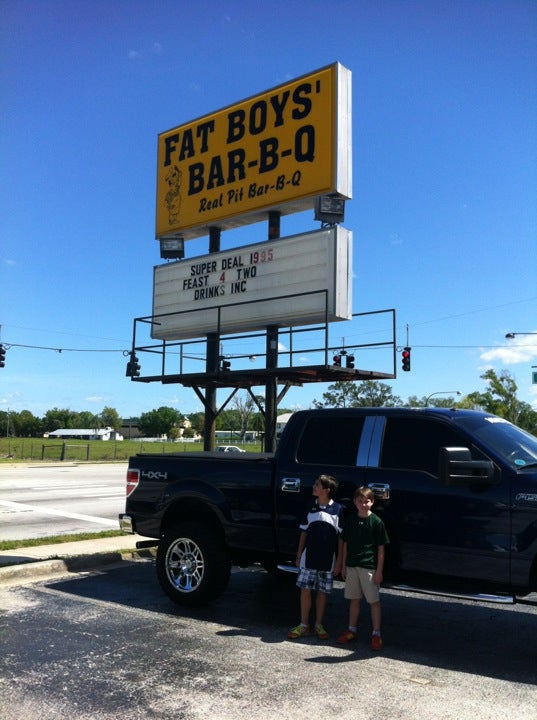 FAT BOYS'
BAR-B-Q
Real Pit Bar-B-Q
SUPER DEAL 1995
FEAST 4 TWO
DRINKS INC
4X4